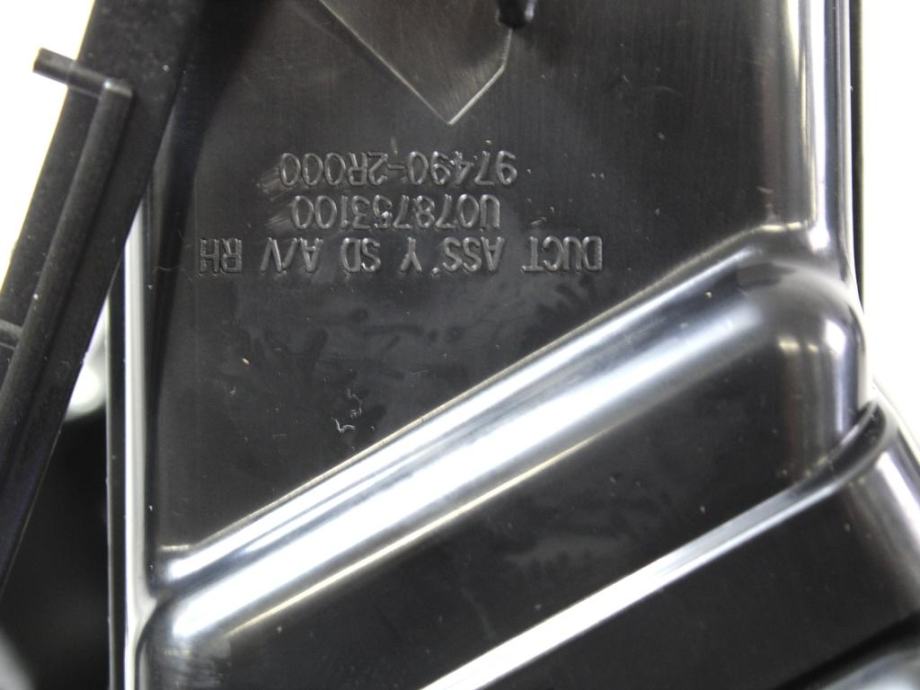 DUCT ASS'Y SD A/V RH
U078753100
97490-2R000